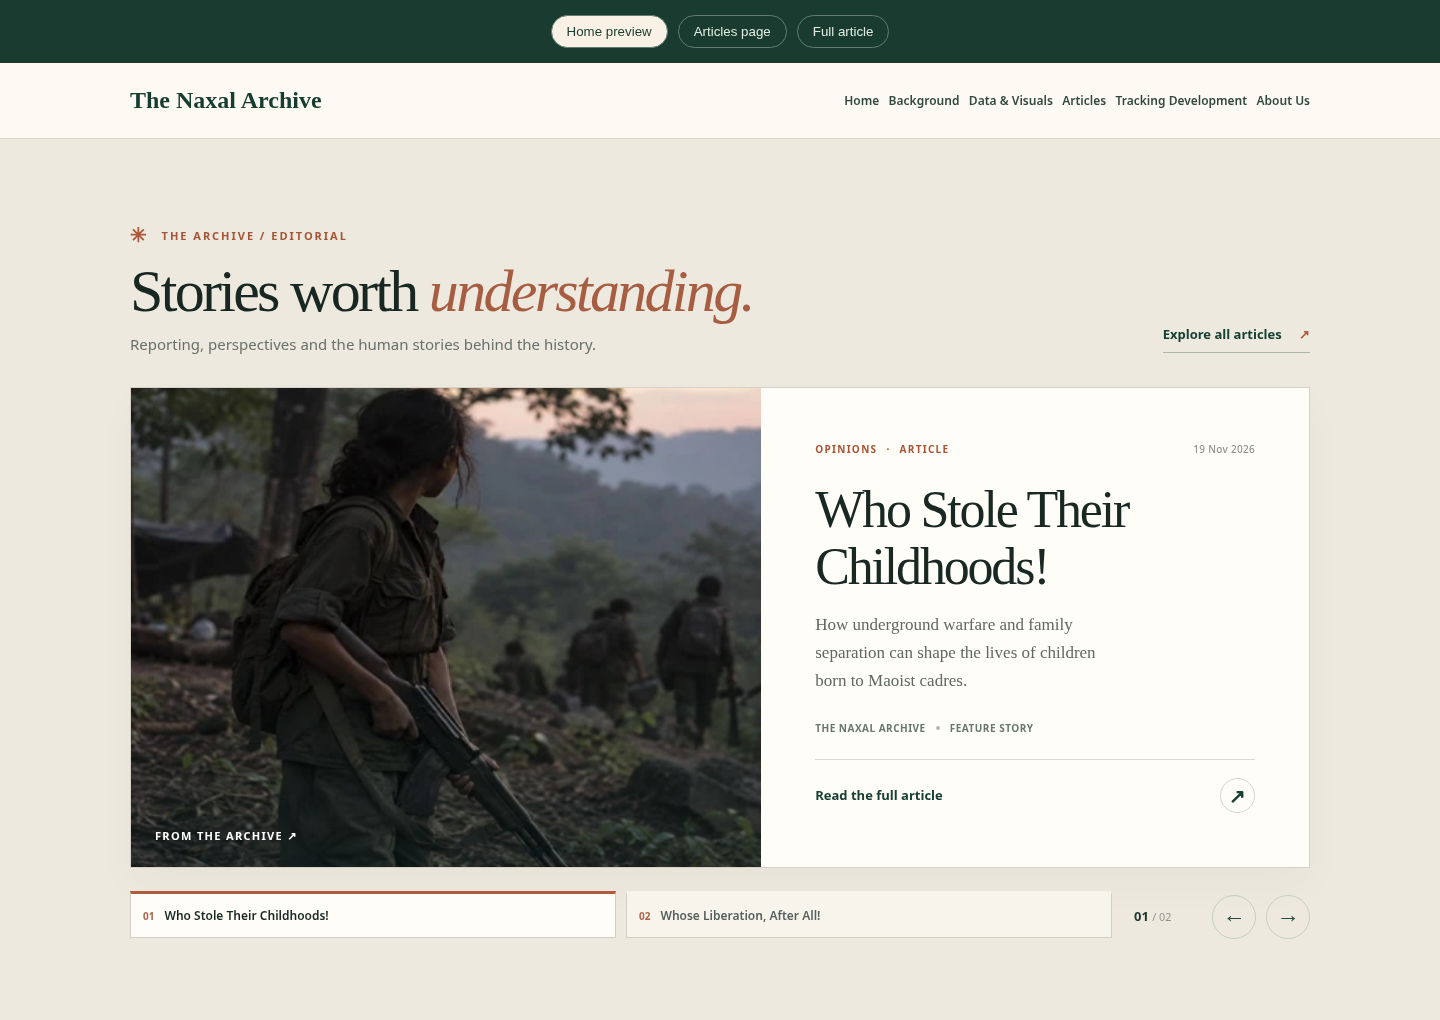 Home preview Articles page Full article
The Naxal Archive
Home Background Data & Visuals Articles Tracking Development About Us
✳ THE ARCHIVE / EDITORIAL
Stories worth understanding.
Reporting, perspectives and the human stories behind the history.
Explore all articles ↗
OPINIONS · ARTICLE 19 Nov 2026
Who Stole Their
Childhoods!
How underground warfare and family
separation can shape the lives of children
born to Maoist cadres.
THE NAXAL ARCHIVE • FEATURE STORY
Read the full article ↗
FROM THE ARCHIVE ↗
01 Who Stole Their Childhoods!
02 Whose Liberation, After All!
01 / 02 ← →